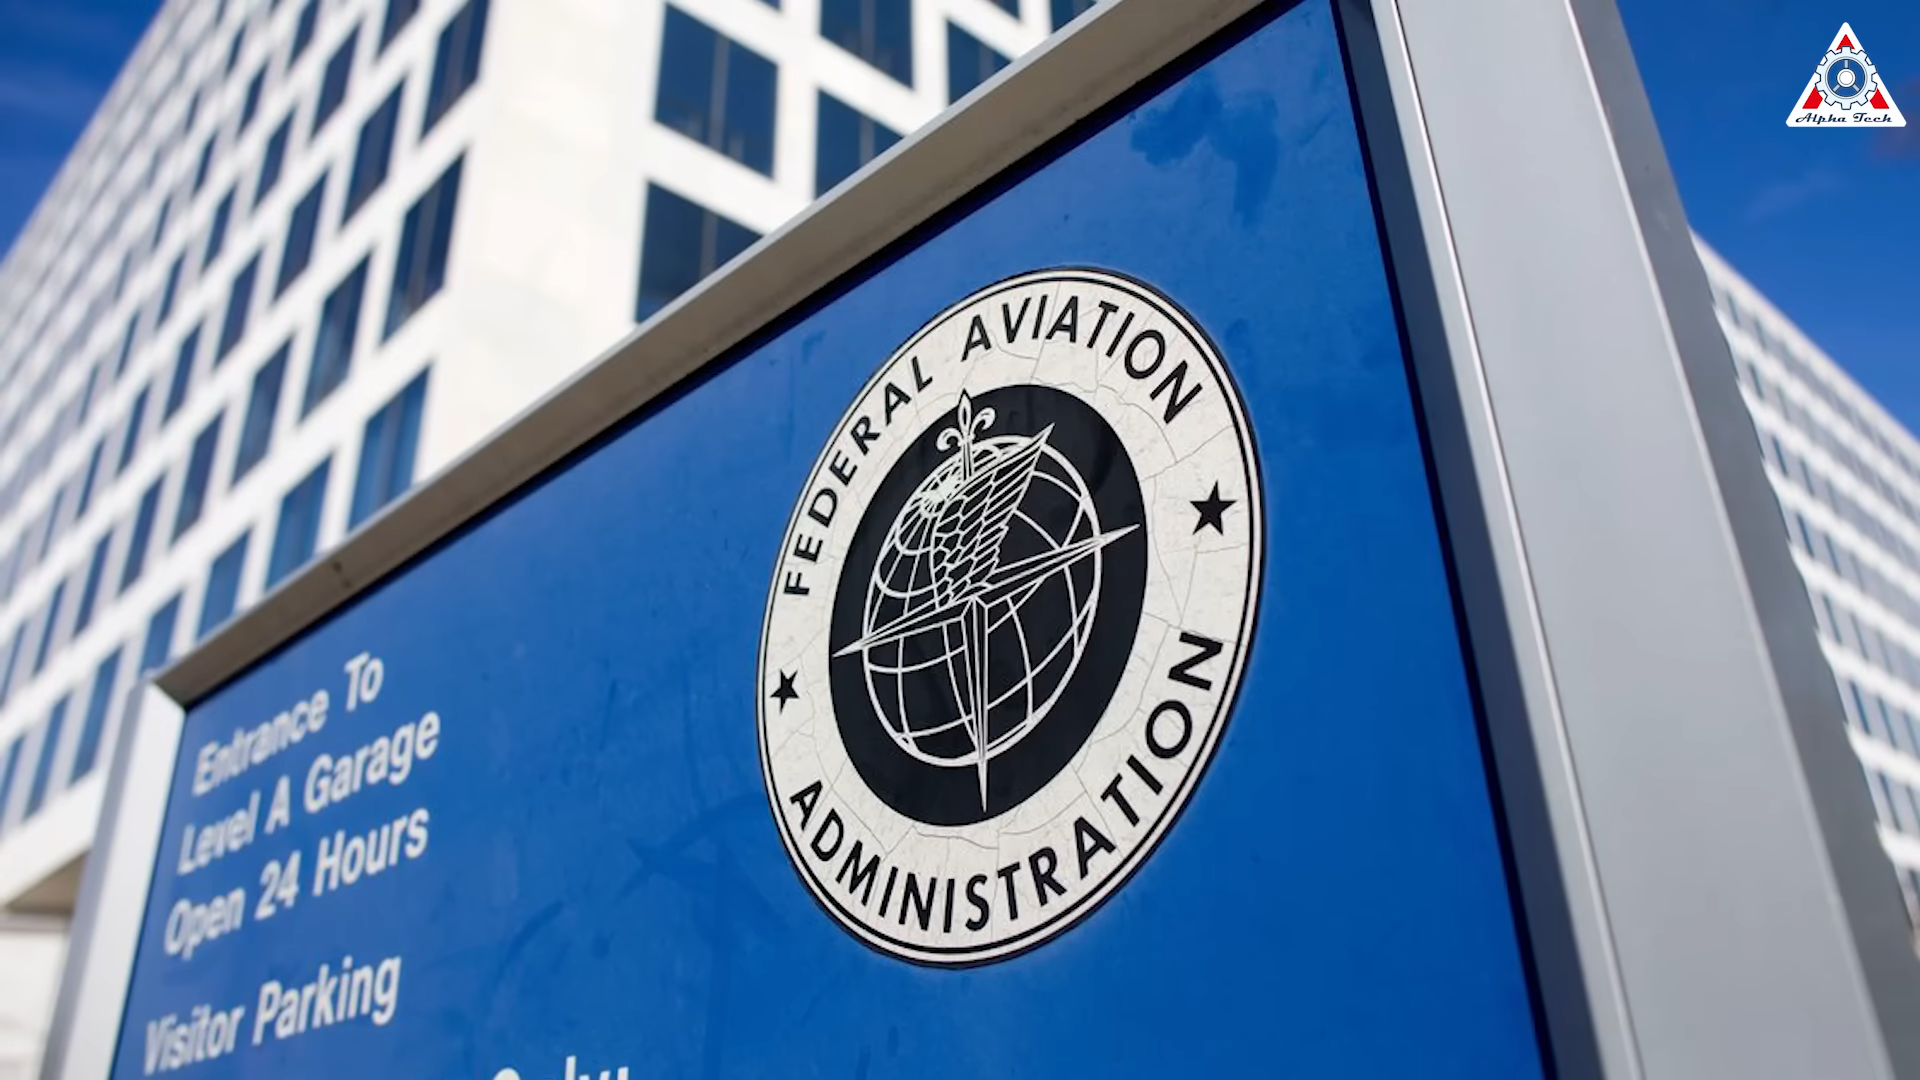 Alpha Tech
FEDERAL AVIATION
ADMINISTRATION
Entrance To
Level A Garage
Open 24 Hours
Visitor Parking